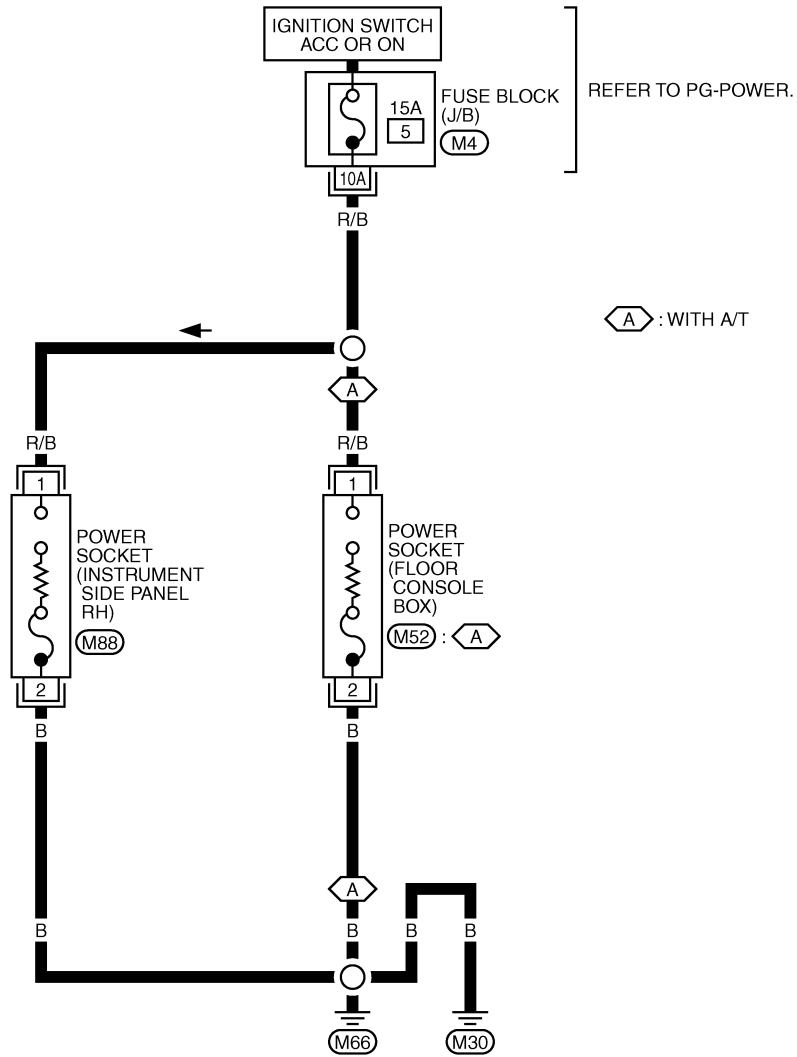 IGNITION SWITCH
ACC OR ON
REFER TO PG-POWER.
15A
5
FUSE BLOCK
(J/B)
M4
10A
R/B
A : WITH A/T
A
R/B
R/B
1
1
POWER
SOCKET
(INSTRUMENT
SIDE PANEL
RH)
M88
POWER
SOCKET
(FLOOR
CONSOLE
BOX)
M52 : A
2
2
B
B
A
B
B
B
B
M66
M30